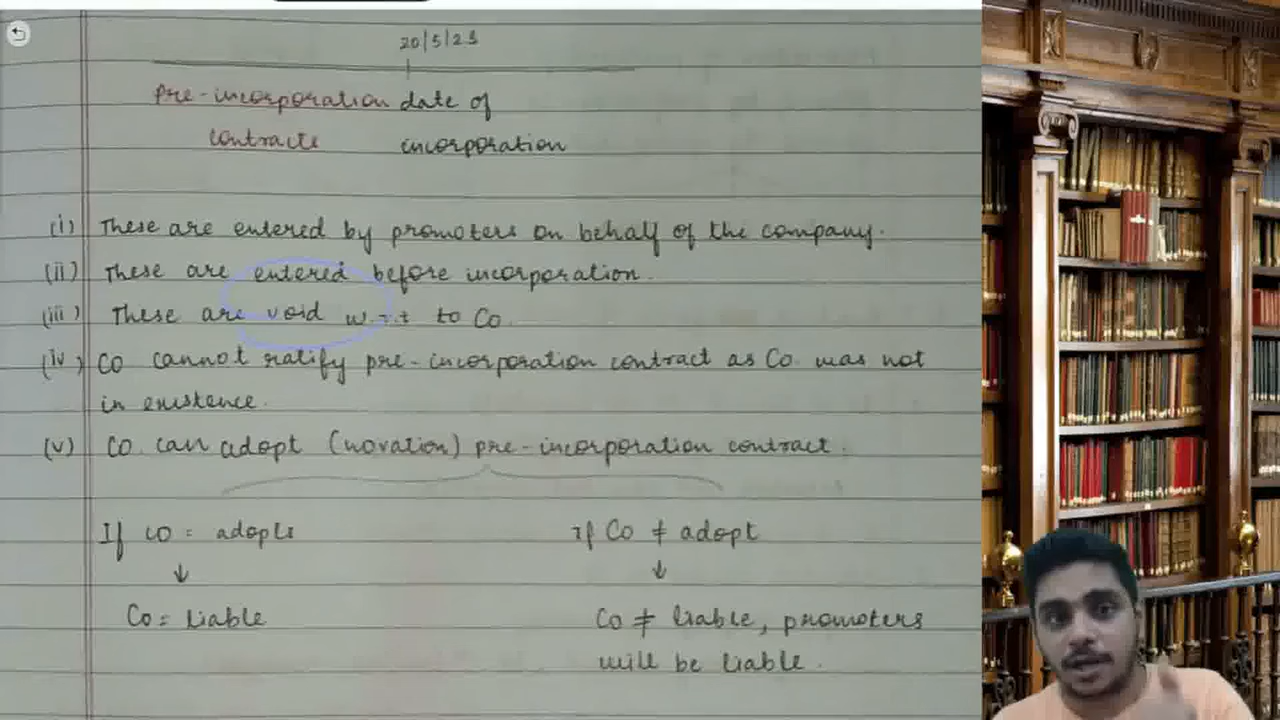 20/5/23
Pre-incorporation date of
contracts incorporation
(i) These are entered by promoters on behalf of the company.
(ii) These are entered before incorporation.
(iii) These are void w.r.t to Co.
(iv) Co cannot ratify pre-incorporation contract as Co. was not
in existence.
(v) Co. can adopt (novation) pre-incorporation contract.
If co = adopts If Co ≠ adopt
↓ ↓
Co = liable Co ≠ liable, promoters
will be liable.